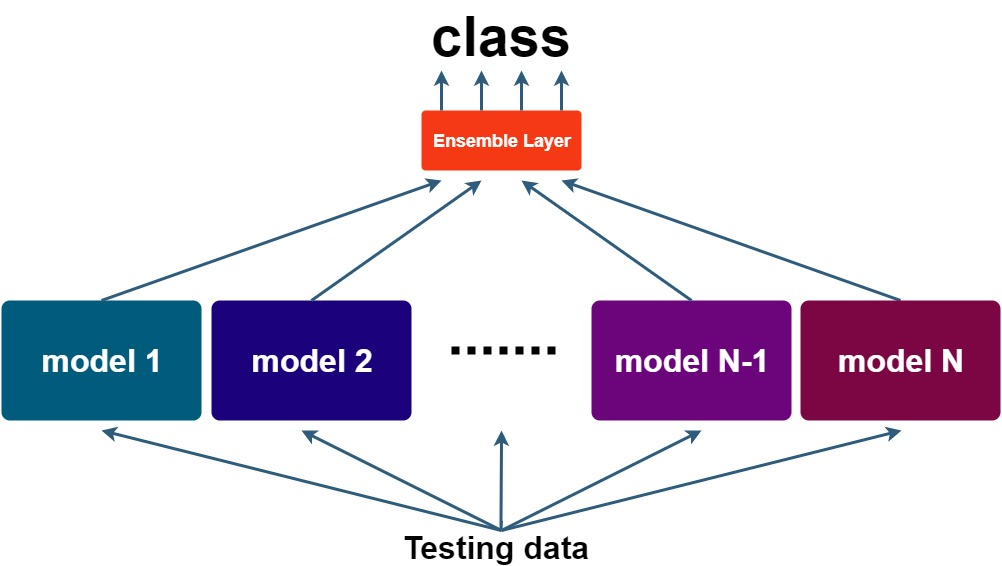 class
Ensemble Layer
model 1
model 2
.......
model N-1
model N
Testing data